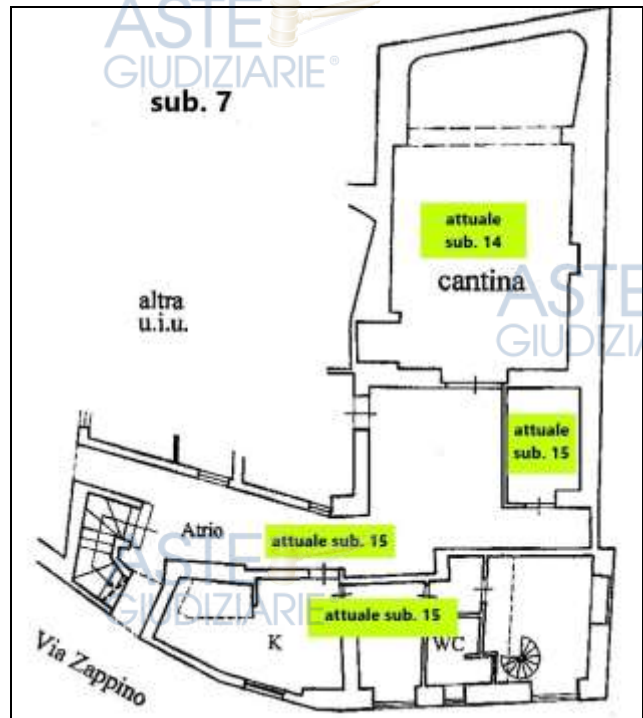 ASTE
GIUDIZIARIE®
sub. 7
attuale
sub. 14
cantina
altra
u.i.u.
ASTE
GIUDIZIA
attuale
sub. 15
Atrio
attuale sub. 15
ASTE
GIUDIZIARIE
attuale sub. 15
K
WC
Via Zappino